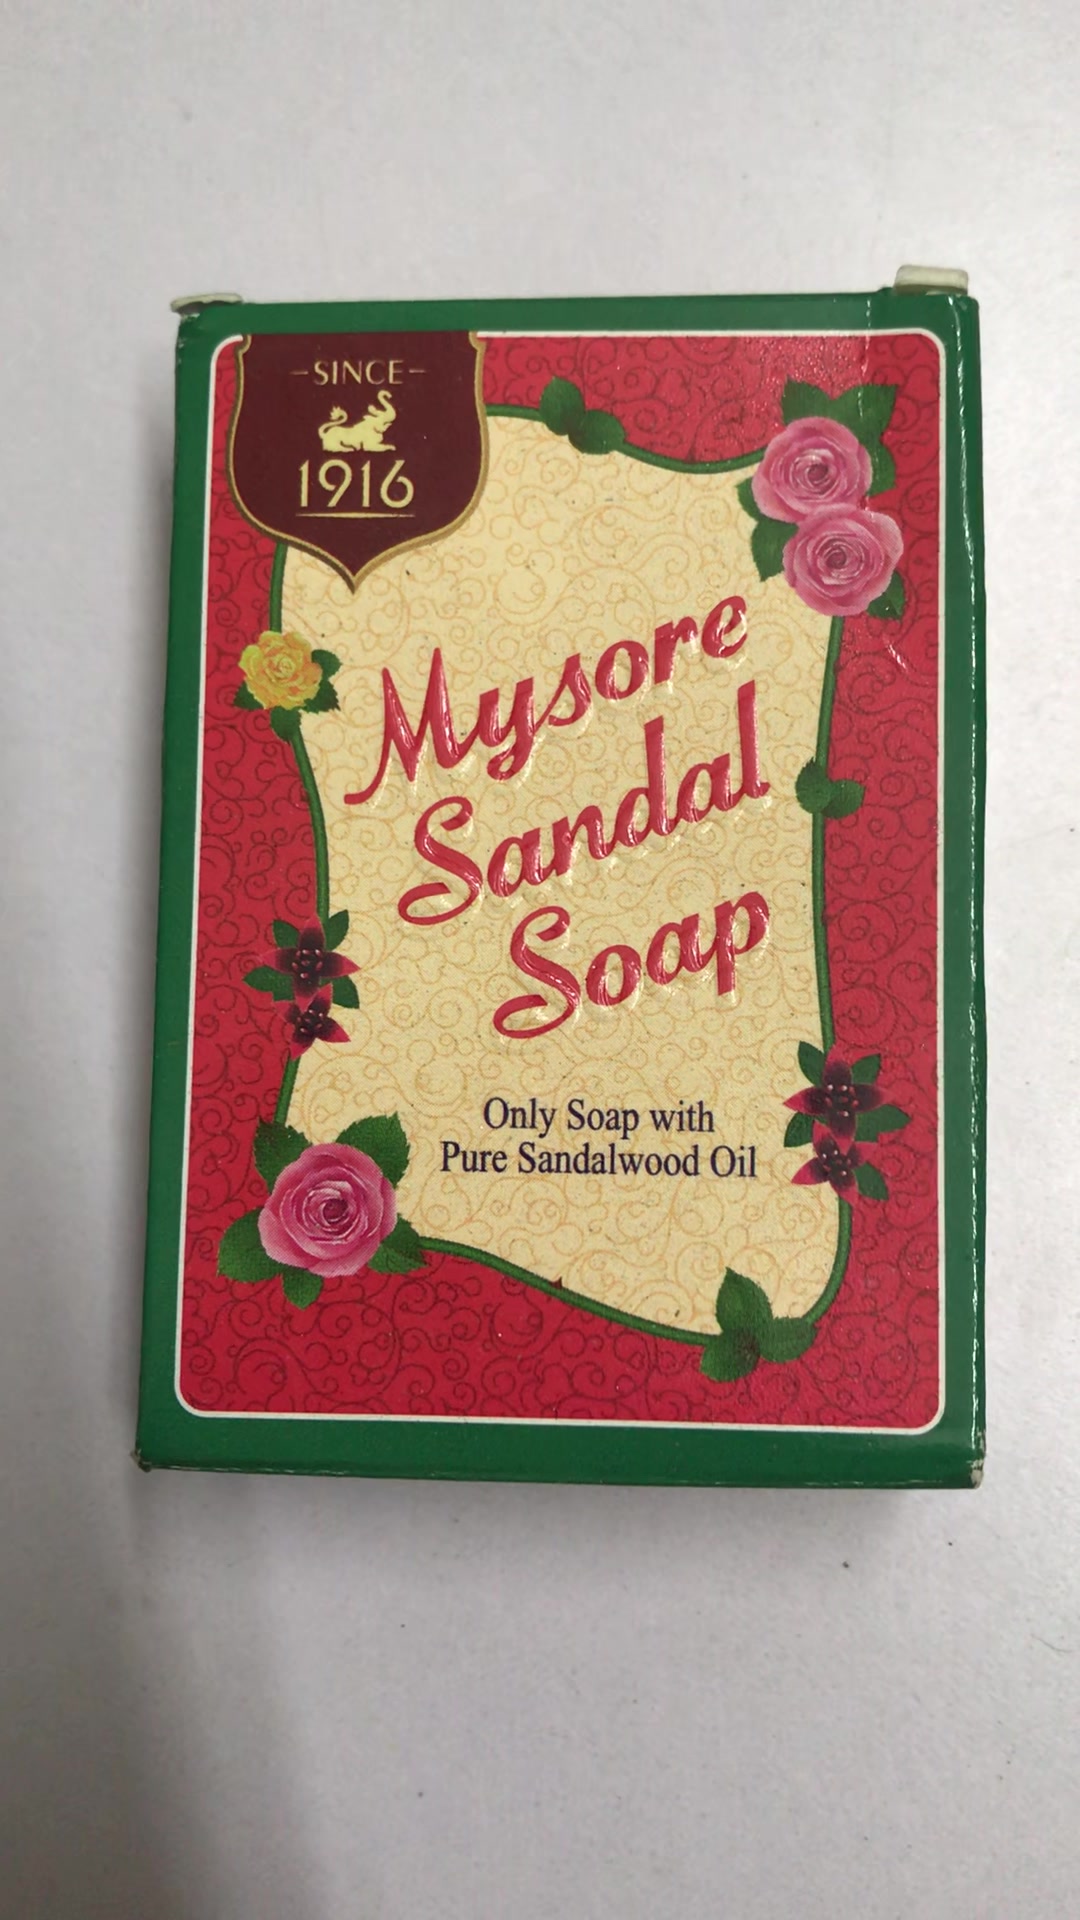 -SINCE-
1916
Mysore
Sandal
Soap
Only Soap with
Pure Sandalwood Oil